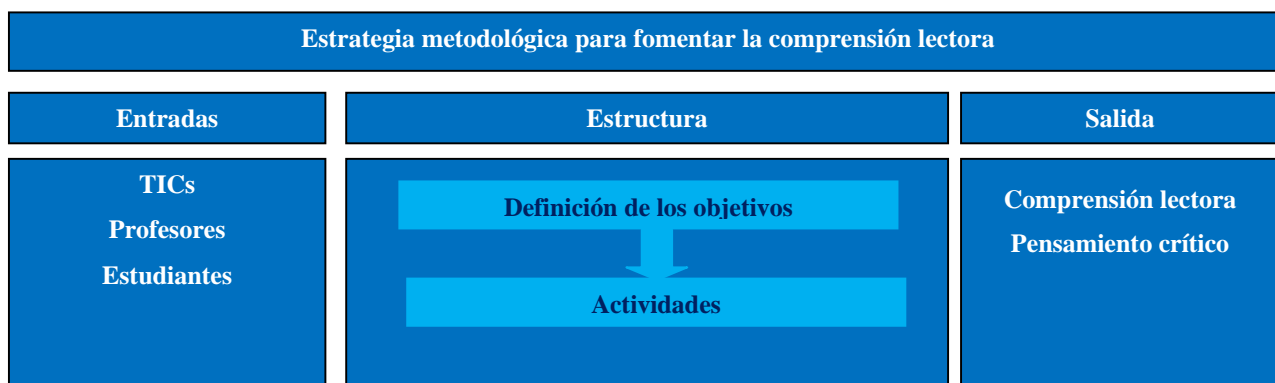 Estrategia metodológica para fomentar la comprensión lectora
Entradas
Estructura
Salida
TICs
Profesores
Estudiantes
Definición de los objetivos
Actividades
Comprensión lectora
Pensamiento crítico